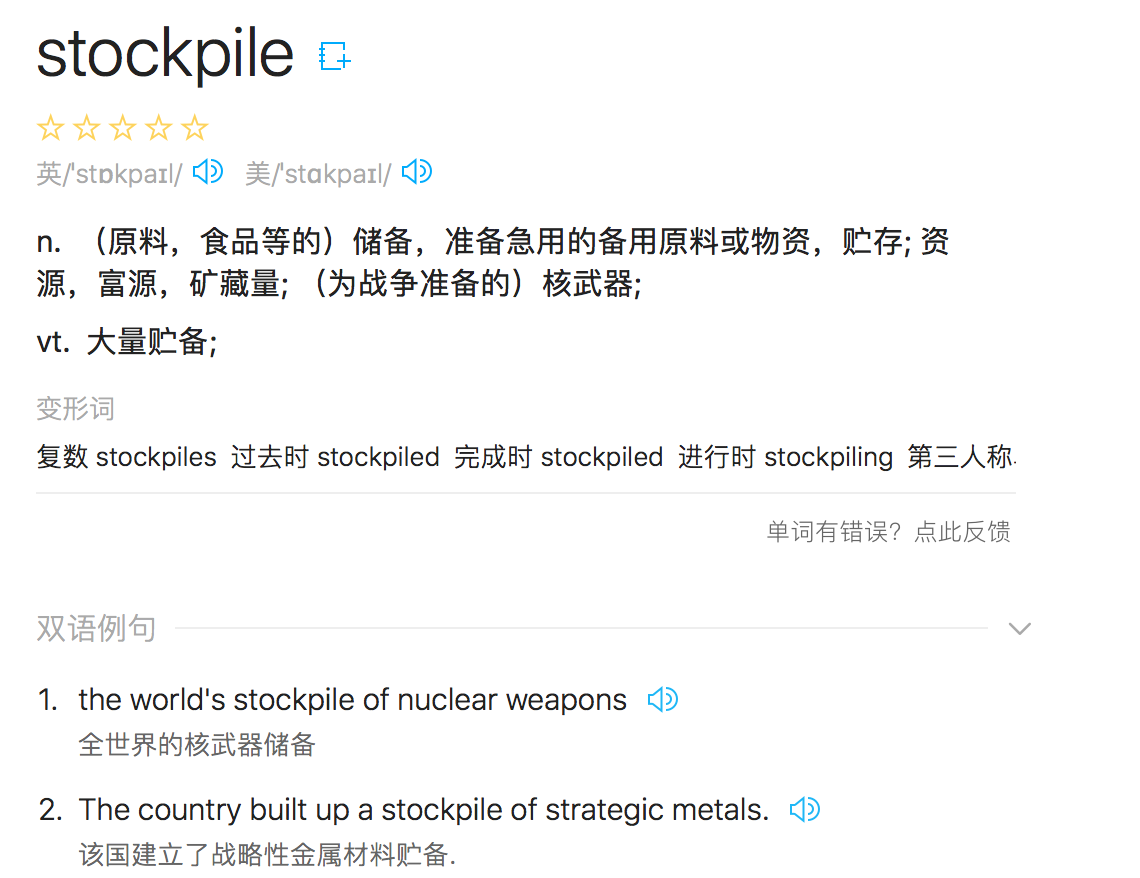 stockpile
英/'stɒkpaɪl/ 美/'stɑkpaɪl/
n. （原料，食品等的）储备，准备急用的备用原料或物资，贮存; 资
源，富源，矿藏量; （为战争准备的）核武器;
vt. 大量贮备;
变形词
复数 stockpiles 过去时 stockpiled 完成时 stockpiled 进行时 stockpiling 第三人称
单词有错误？点此反馈
双语例句
1. the world's stockpile of nuclear weapons
全世界的核武器储备
2. The country built up a stockpile of strategic metals.
该国建立了战略性金属材料贮备.